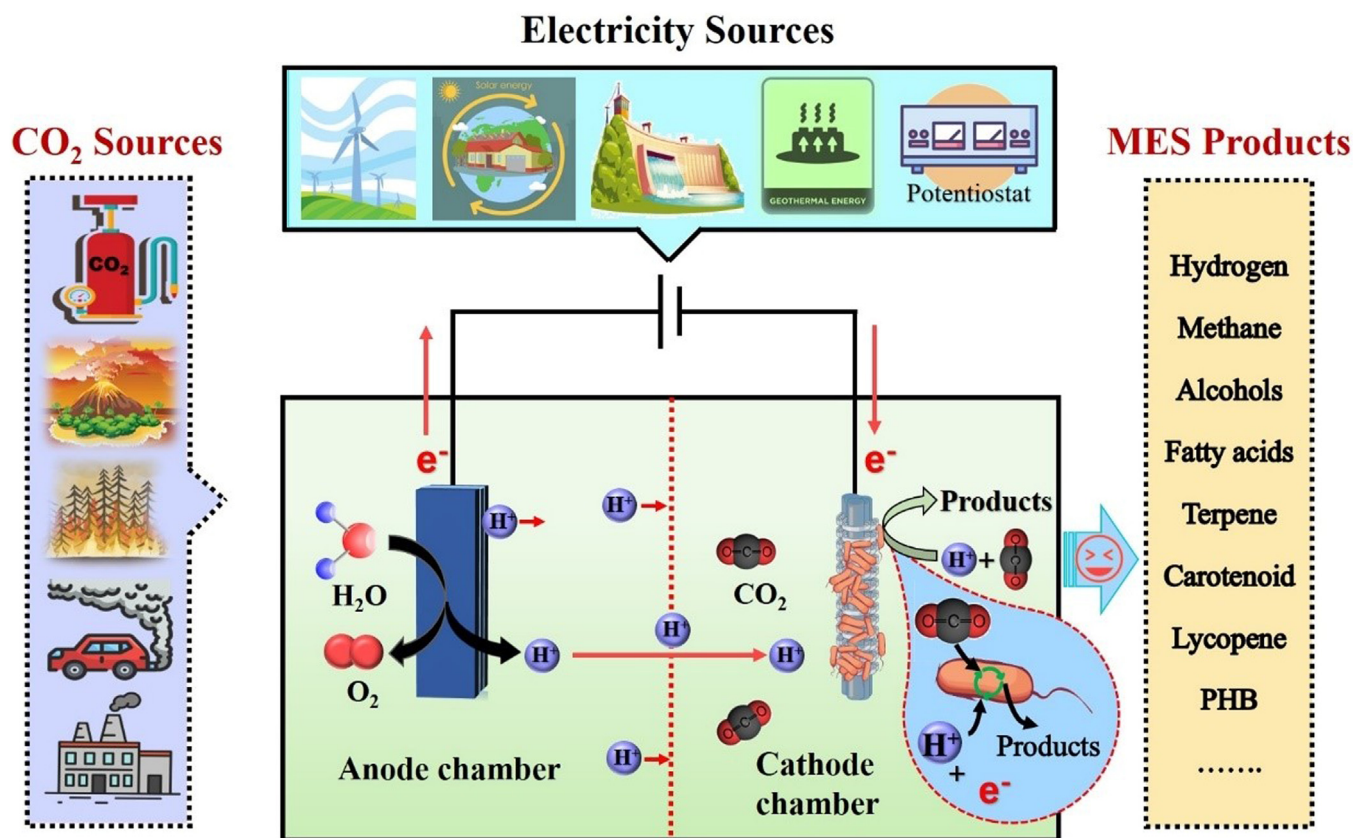 Electricity Sources
Solar energy
GEOTHERMAL ENERGY
Potentiostat
CO₂ Sources
CO₂
MES Products
Hydrogen
Methane
Alcohols
Fatty acids
Terpene
Carotenoid
Lycopene
PHB
.......
e⁻
e⁻
H₂O
O₂
H⁺
H⁺
H⁺
H⁺
H⁺
H⁺
Anode chamber
O C O
CO₂
O C O
Cathode
chamber
Products
H⁺ + O C O
O C O
H⁺
+
e⁻
Products